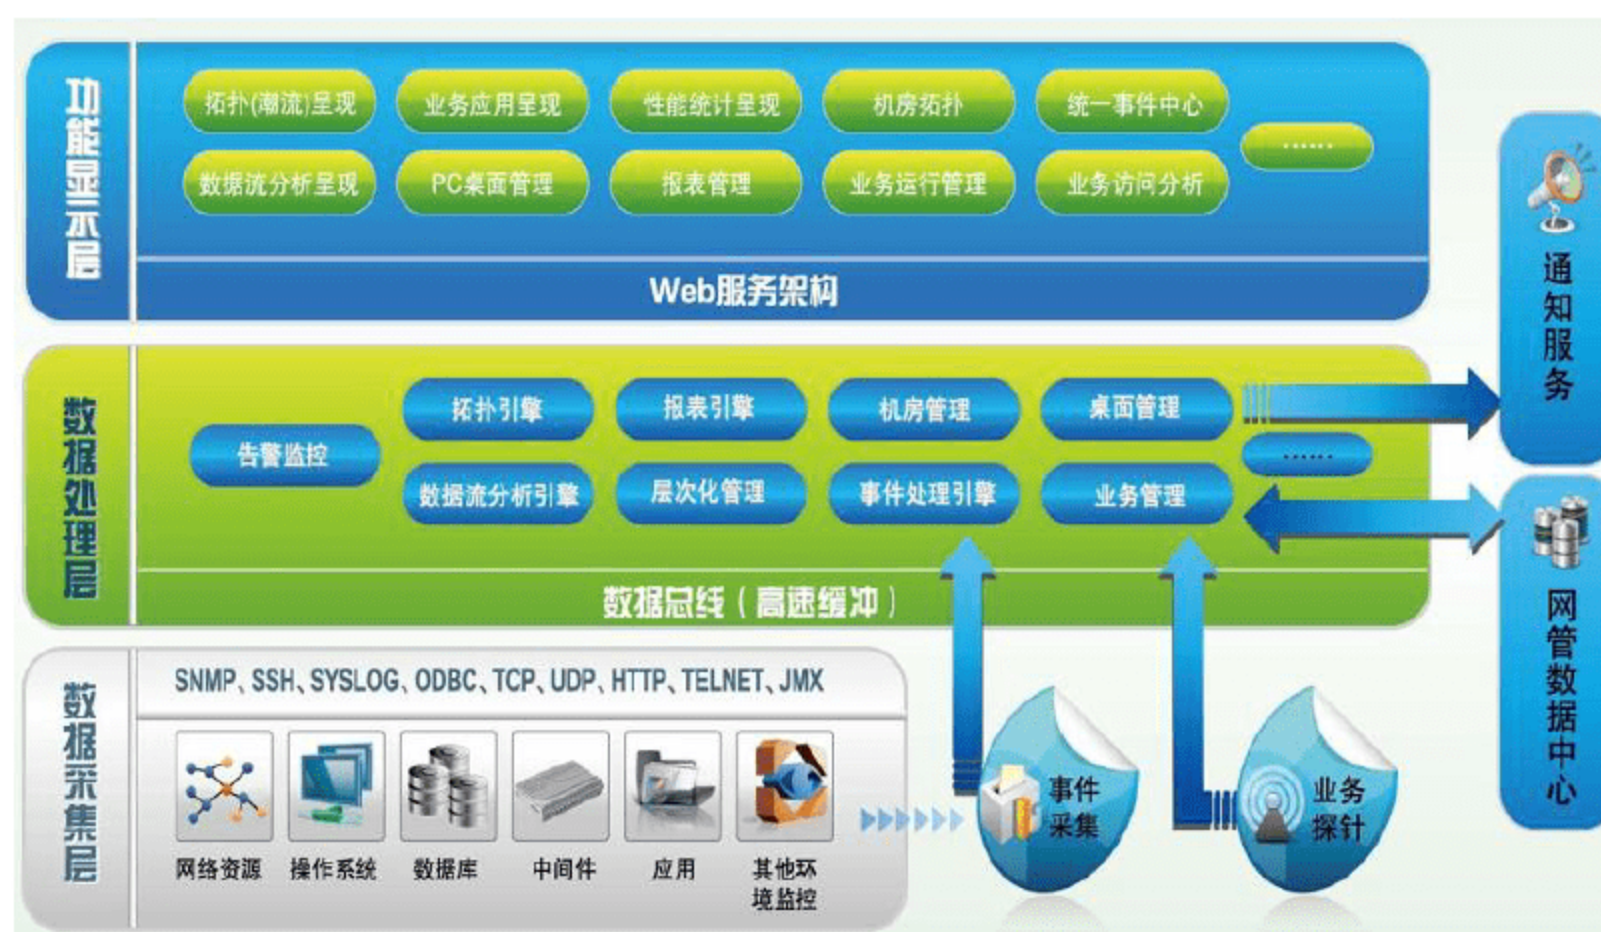 功能显示层
拓扑(潮流)呈现
业务应用呈现
性能统计呈现
机房拓扑
统一事件中心
......
数据流分析呈现
PC桌面管理
报表管理
业务运行管理
业务访问分析
Web服务架构
通知服务
数据处理层
告警监控
拓扑引擎
报表引擎
机房管理
桌面管理
......
数据流分析引擎
层次化管理
事件处理引擎
业务管理
数据总线(高速缓冲)
网管数据中心
数据采集层
SNMP、SSH、SYSLOG、ODBC、TCP、UDP、HTTP、TELNET、JMX
网络资源
操作系统
数据库
中间件
应用
其他环
境监控
事件
采集
业务
探针